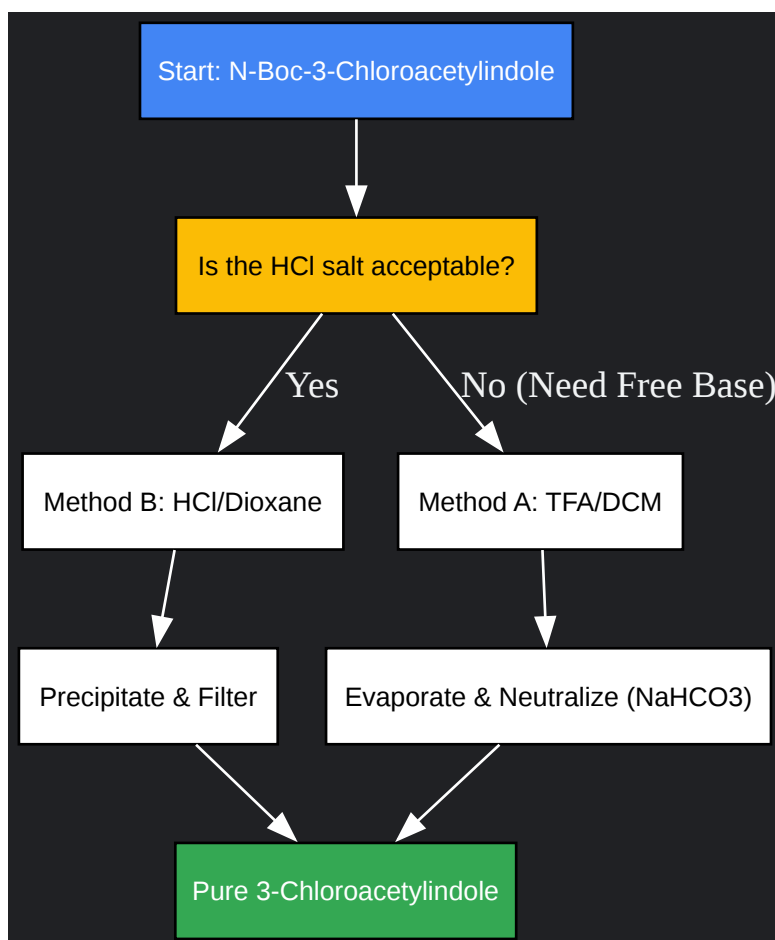 Start: N-Boc-3-Chloroacetylindole
Is the HCl salt acceptable?
Yes
No (Need Free Base)
Method B: HCl/Dioxane
Method A: TFA/DCM
Precipitate & Filter
Evaporate & Neutralize (NaHCO3)
Pure 3-Chloroacetylindole